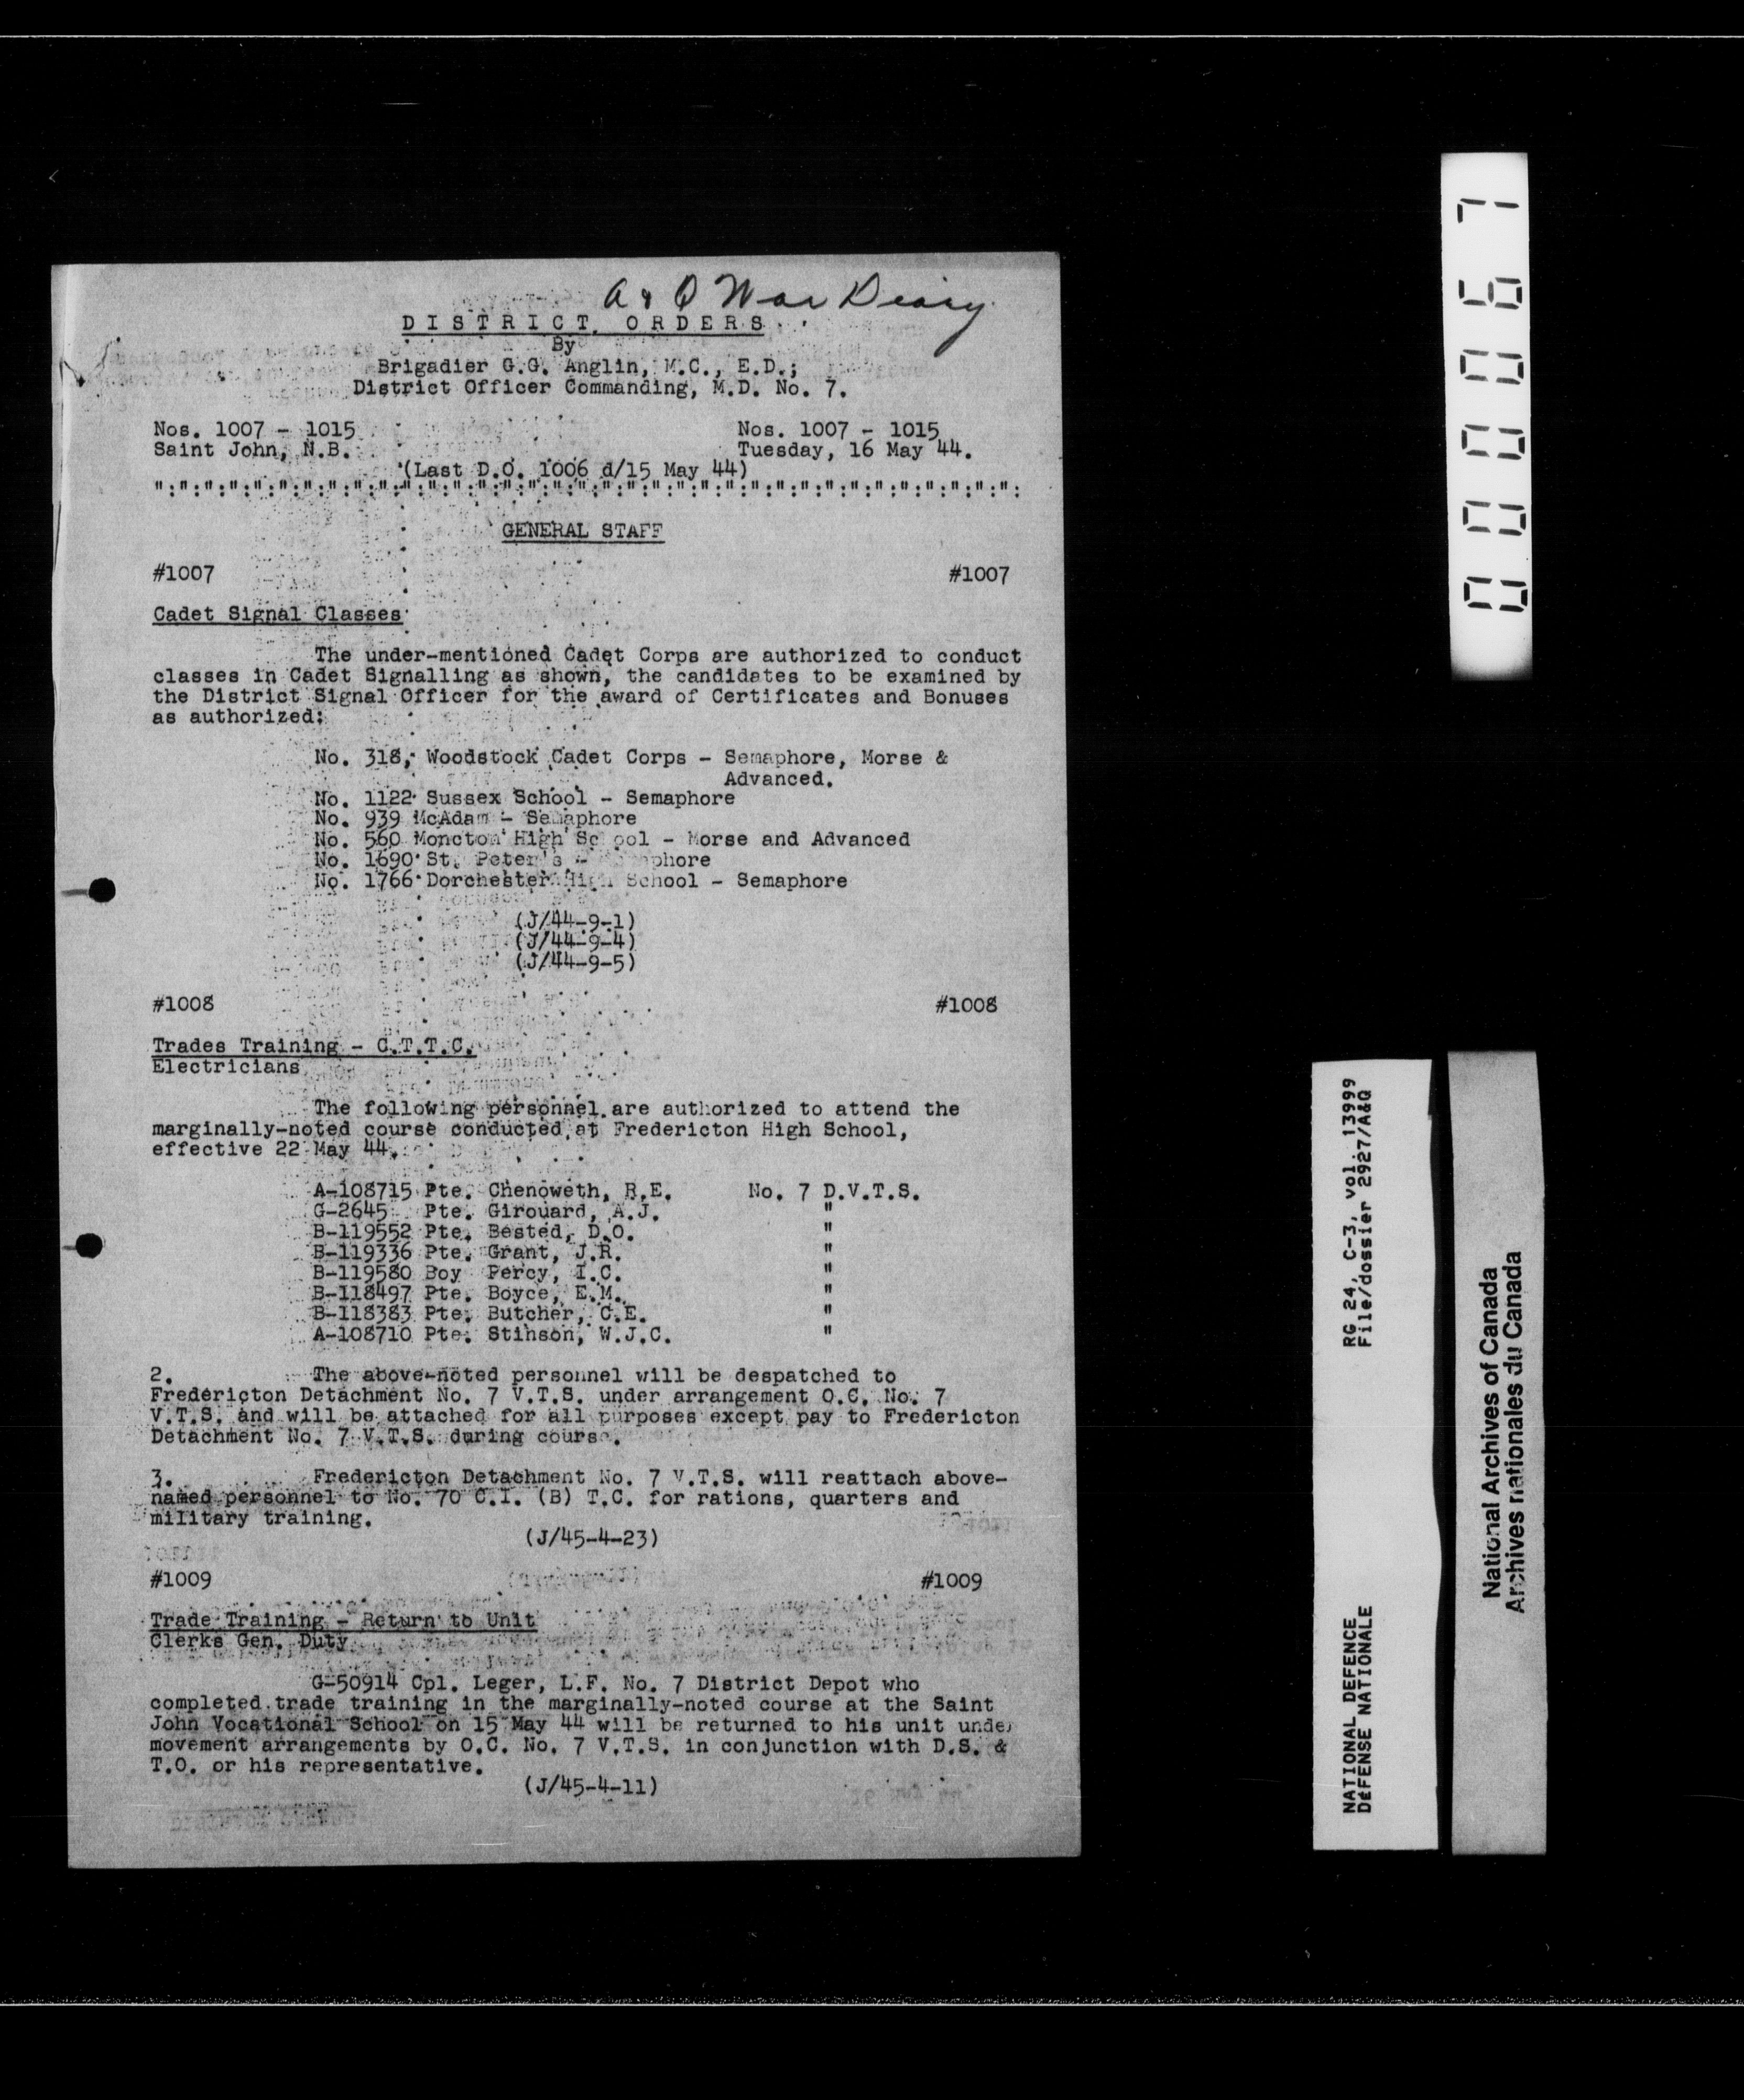 A & Q War Diary
DISTRICT ORDERS
By
Brigadier G.G. Anglin, M.C., E.D.;
District Officer Commanding, M.D. No. 7.
Nos. 1007 - 1015 Nos. 1007 - 1015
Saint John, N.B. Tuesday, 16 May 44.
(Last D.O. 1006 d/15 May 44)
":":":":":":":":":":":":":":":":":":":":":":":":":":":":":":":":":":":":
GENERAL STAFF
#1007 #1007
Cadet Signal Classes
The under-mentioned Cadet Corps are authorized to conduct
classes in Cadet Signalling as shown, the candidates to be examined by
the District Signal Officer for the award of Certificates and Bonuses
as authorized:
No. 318, Woodstock Cadet Corps - Semaphore, Morse &
Advanced.
No. 1122 Sussex School - Semaphore
No. 939 McAdam - Semaphore
No. 560 Moncton High School - Morse and Advanced
No. 1690 St. Peter's - Semaphore
No. 1766 Dorchester High School - Semaphore
(J/44-9-1)
(J/44-9-4)
(J/44-9-5)
#1008 #1008
Trades Training - C.T.T.C.
Electricians
The following personnel are authorized to attend the
marginally-noted course conducted at Fredericton High School,
effective 22 May 44.
A-108715 Pte. Chenoweth, R.E. No. 7 D.V.T.S.
G-2645 Pte. Girouard, A.J. "
B-119552 Pte. Bested, D.O. "
B-119336 Pte. Grant, J.R. "
B-119580 Boy Percy, I.C. "
B-118497 Pte. Boyce, E.M. "
B-118383 Pte. Butcher, C.E. "
A-108710 Pte. Stinson, W.J.C. "
2. The above-noted personnel will be despatched to
Fredericton Detachment No. 7 V.T.S. under arrangement O.C. No. 7
V.T.S. and will be attached for all purposes except pay to Fredericton
Detachment No. 7 V.T.S. during course.
3. Fredericton Detachment No. 7 V.T.S. will reattach above-
named personnel to No. 70 C.I. (B) T.C. for rations, quarters and
military training.
(J/45-4-23)
#1009 #1009
Trade Training - Return to Unit
Clerks Gen. Duty
G-50914 Cpl. Leger, L.F. No. 7 District Depot who
completed trade training in the marginally-noted course at the Saint
John Vocational School on 15 May 44 will be returned to his unit under
movement arrangements by O.C. No. 7 V.T.S. in conjunction with D.S. &
T.O. or his representative.
(J/45-4-11)
000067
NATIONAL DEFENCE RG 24, C-3, vol. 13999
DÉFENSE NATIONALE File/dossier 2927/A&Q
National Archives of Canada
Archives nationales du Canada